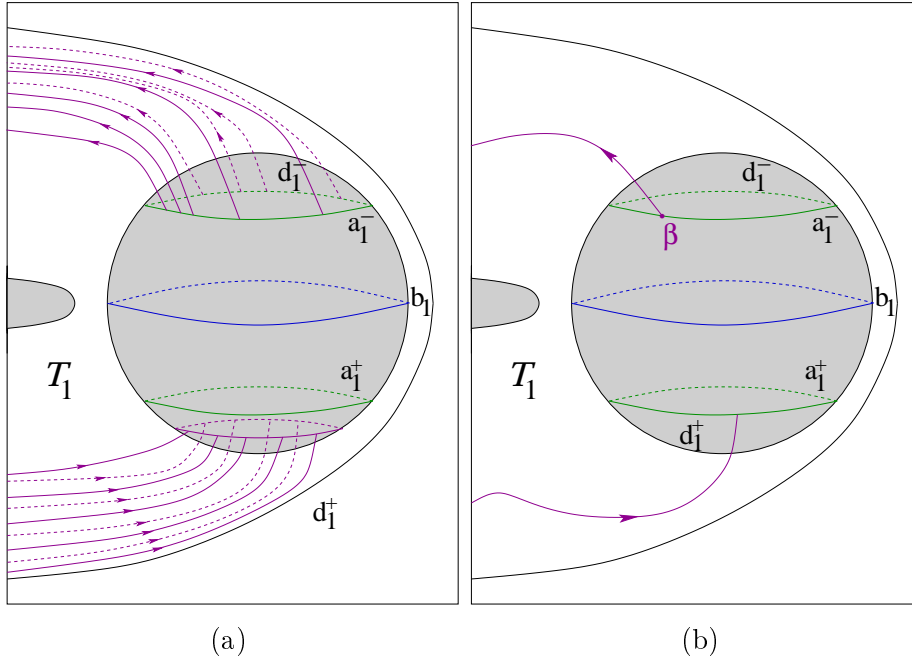 d₁⁻
a₁⁻
b₁
T₁
a₁⁺
d₁⁺
(a)
d₁⁻
a₁⁻
β
b₁
T₁
a₁⁺
d₁⁺
(b)